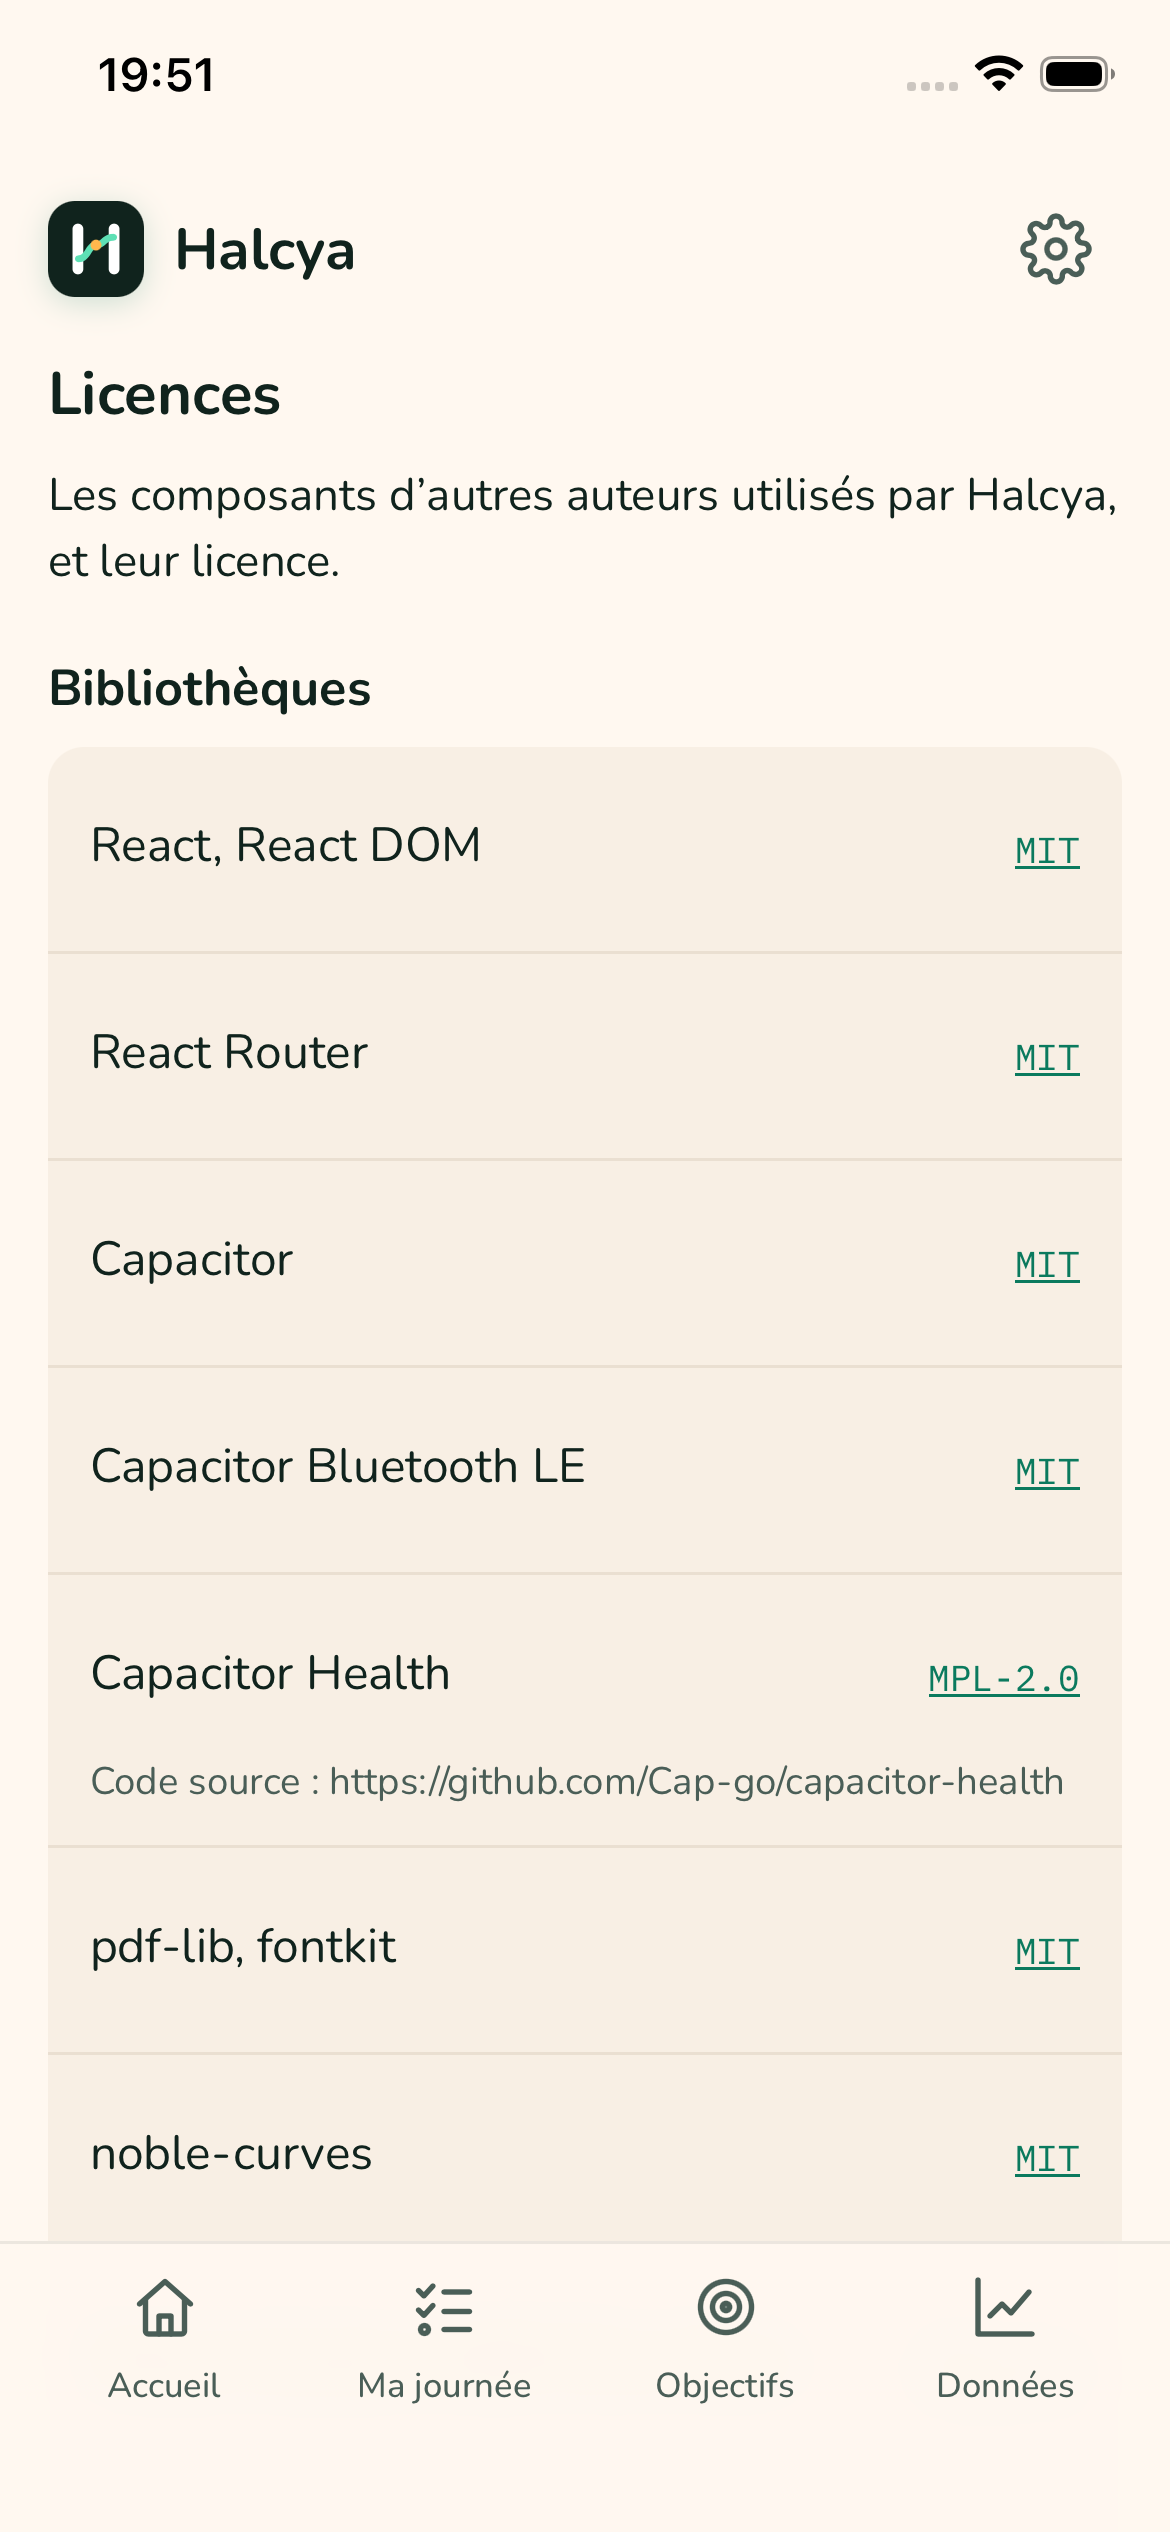 19:51
Halcya
Licences
Les composants d’autres auteurs utilisés par Halcya,
et leur licence.
Bibliothèques
React, React DOM MIT
React Router MIT
Capacitor MIT
Capacitor Bluetooth LE MIT
Capacitor Health MPL-2.0
Code source : https://github.com/Cap-go/capacitor-health
pdf-lib, fontkit MIT
noble-curves MIT
Accueil Ma journée Objectifs Données